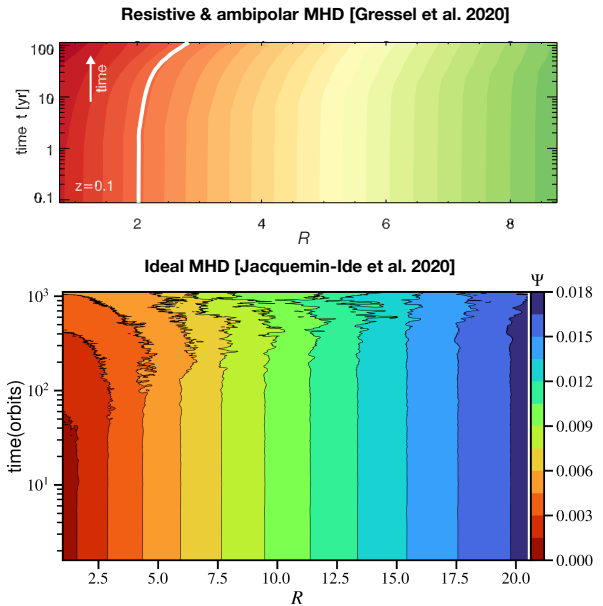 Resistive & ambipolar MHD [Gressel et al. 2020]
100
10
1
0.1
time t [yr]
time
z=0.1
2
4
6
8
R
Ideal MHD [Jacquemin-Ide et al. 2020]
Ψ
10³
10²
10¹
time(orbits)
0.018
0.015
0.012
0.009
0.006
0.003
0.000
2.5
5.0
7.5
10.0
12.5
15.0
17.5
20.0
R